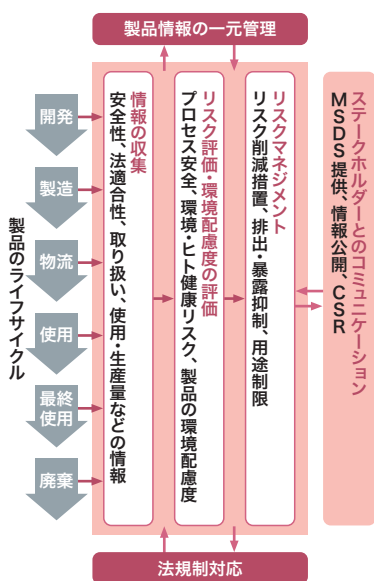 製品情報の一元管理
製品のライフサイクル
開発
製造
物流
使用
最終
使用
廃棄
情報の収集
安全性、法適合性、取り扱い、使用・生産量などの情報
リスク評価・環境配慮度の評価
プロセス安全、環境・ヒト健康リスク、製品の環境配慮度
リスクマネジメント
リスク削減措置、排出・暴露抑制、用途制限
ステークホルダーとのコミュニケーション
MSDS提供、情報公開、CSR
法規制対応